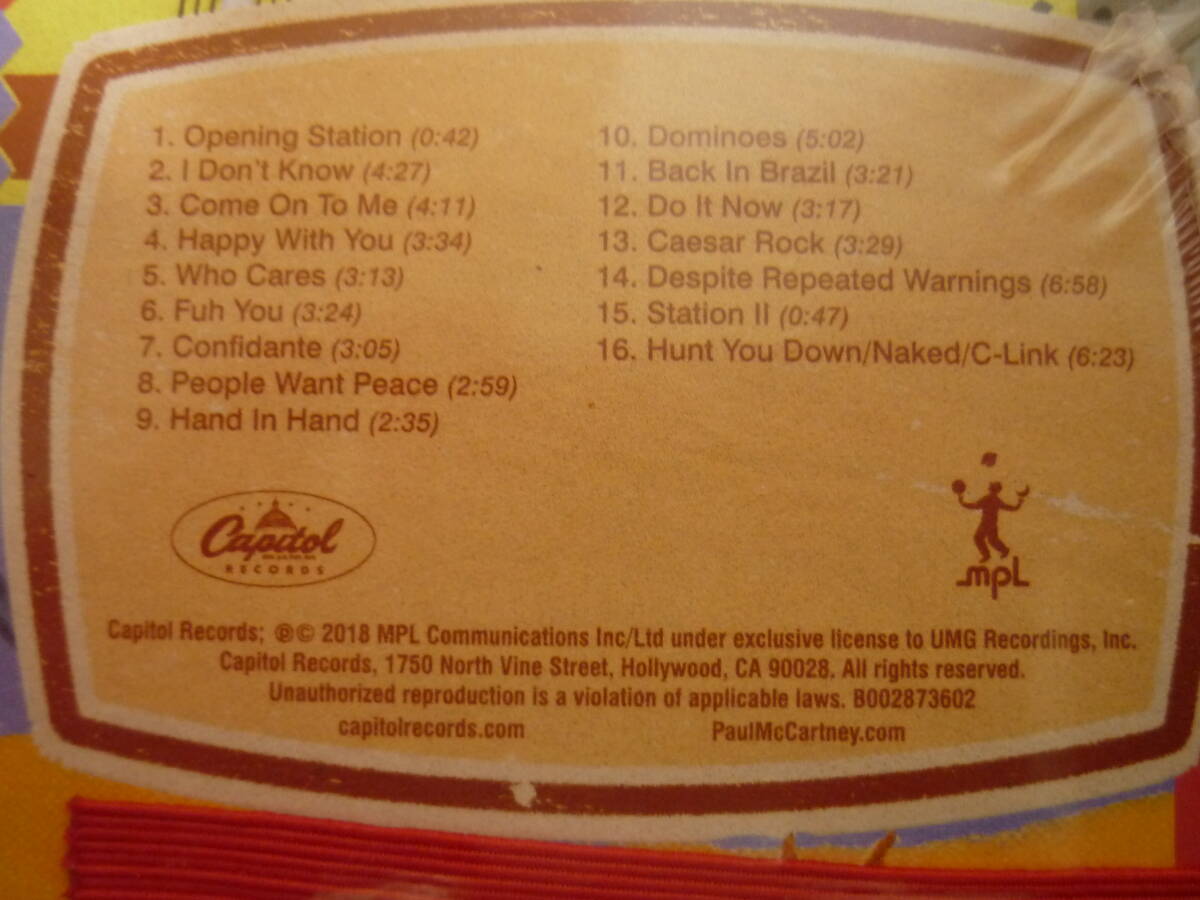 1. Opening Station (0:42)
2. I Don't Know (4:27)
3. Come On To Me (4:11)
4. Happy With You (3:34)
5. Who Cares (3:13)
6. Fuh You (3:24)
7. Confidante (3:05)
8. People Want Peace (2:59)
9. Hand In Hand (2:35)
10. Dominoes (5:02)
11. Back In Brazil (3:21)
12. Do It Now (3:17)
13. Caesar Rock (3:29)
14. Despite Repeated Warnings (6:58)
15. Station II (0:47)
16. Hunt You Down/Naked/C-Link (6:23)
Capitol
RECORDS
mpL
Capitol Records; ℗© 2018 MPL Communications Inc/Ltd under exclusive license to UMG Recordings, Inc.
Capitol Records, 1750 North Vine Street, Hollywood, CA 90028. All rights reserved.
Unauthorized reproduction is a violation of applicable laws. B002873602
capitolrecords.com
PaulMcCartney.com